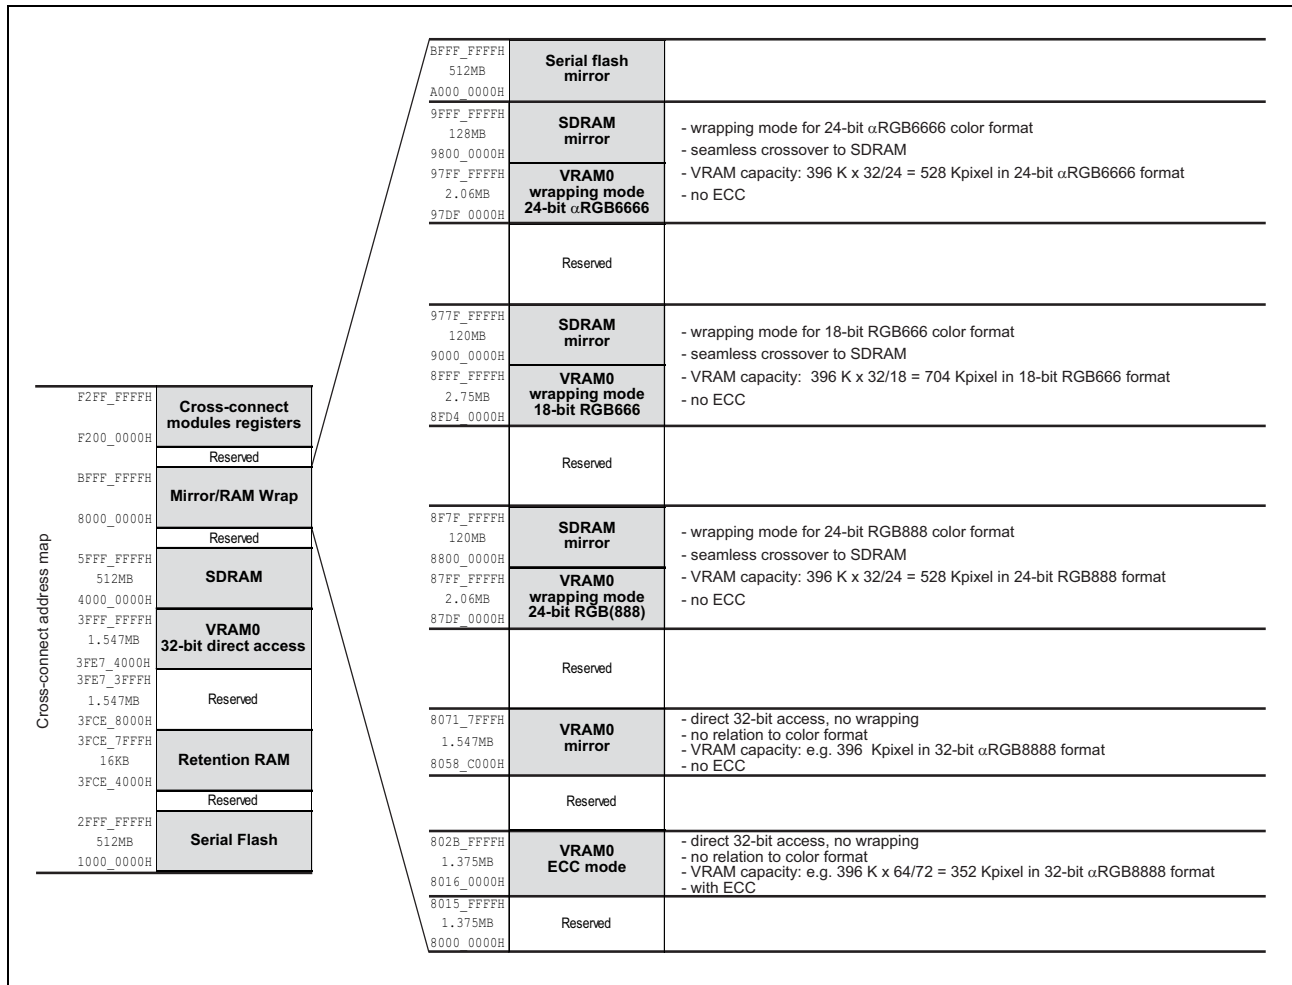 Cross-connect address map
F2FF_FFFFH
Cross-connect
modules registers
F200_0000H
Reserved
BFFF_FFFFH
Mirror/RAM Wrap
8000_0000H
Reserved
5FFF_FFFFH
512MB
SDRAM
4000_0000H
3FFF_FFFFH
VRAM0
1.547MB
32-bit direct access
3FE7_4000H
3FE7_3FFFH
1.547MB
Reserved
3FCE_8000H
3FCE_7FFFH
16KB
Retention RAM
3FCE_4000H
Reserved
2FFF_FFFFH
512MB
Serial Flash
1000_0000H
BFFF_FFFFH
512MB
Serial flash
mirror
A000_0000H
9FFF_FFFFH
128MB
SDRAM
mirror
9800_0000H
- wrapping mode for 24-bit αRGB6666 color format
- seamless crossover to SDRAM
97FF_FFFFH
2.06MB
VRAM0
wrapping mode
24-bit αRGB6666
97DF_0000H
- VRAM capacity: 396 K x 32/24 = 528 Kpixel in 24-bit αRGB6666 format
- no ECC
Reserved
977F_FFFFH
120MB
SDRAM
mirror
9000_0000H
- wrapping mode for 18-bit RGB666 color format
- seamless crossover to SDRAM
8FFF_FFFFH
2.75MB
VRAM0
wrapping mode
18-bit RGB666
8FD4_0000H
- VRAM capacity: 396 K x 32/18 = 704 Kpixel in 18-bit RGB666 format
- no ECC
Reserved
8F7F_FFFFH
120MB
SDRAM
mirror
8800_0000H
- wrapping mode for 24-bit RGB888 color format
- seamless crossover to SDRAM
87FF_FFFFH
2.06MB
VRAM0
wrapping mode
24-bit RGB(888)
87DF_0000H
- VRAM capacity: 396 K x 32/24 = 528 Kpixel in 24-bit RGB888 format
- no ECC
Reserved
8071_7FFFH
1.547MB
VRAM0
mirror
8058_C000H
- direct 32-bit access, no wrapping
- no relation to color format
- VRAM capacity: e.g. 396 Kpixel in 32-bit αRGB8888 format
- no ECC
Reserved
802B_FFFFH
1.375MB
VRAM0
ECC mode
8016_0000H
- direct 32-bit access, no wrapping
- no relation to color format
- VRAM capacity: e.g. 396 K x 64/72 = 352 Kpixel in 32-bit αRGB8888 format
- with ECC
8015_FFFFH
1.375MB
Reserved
8000_0000H